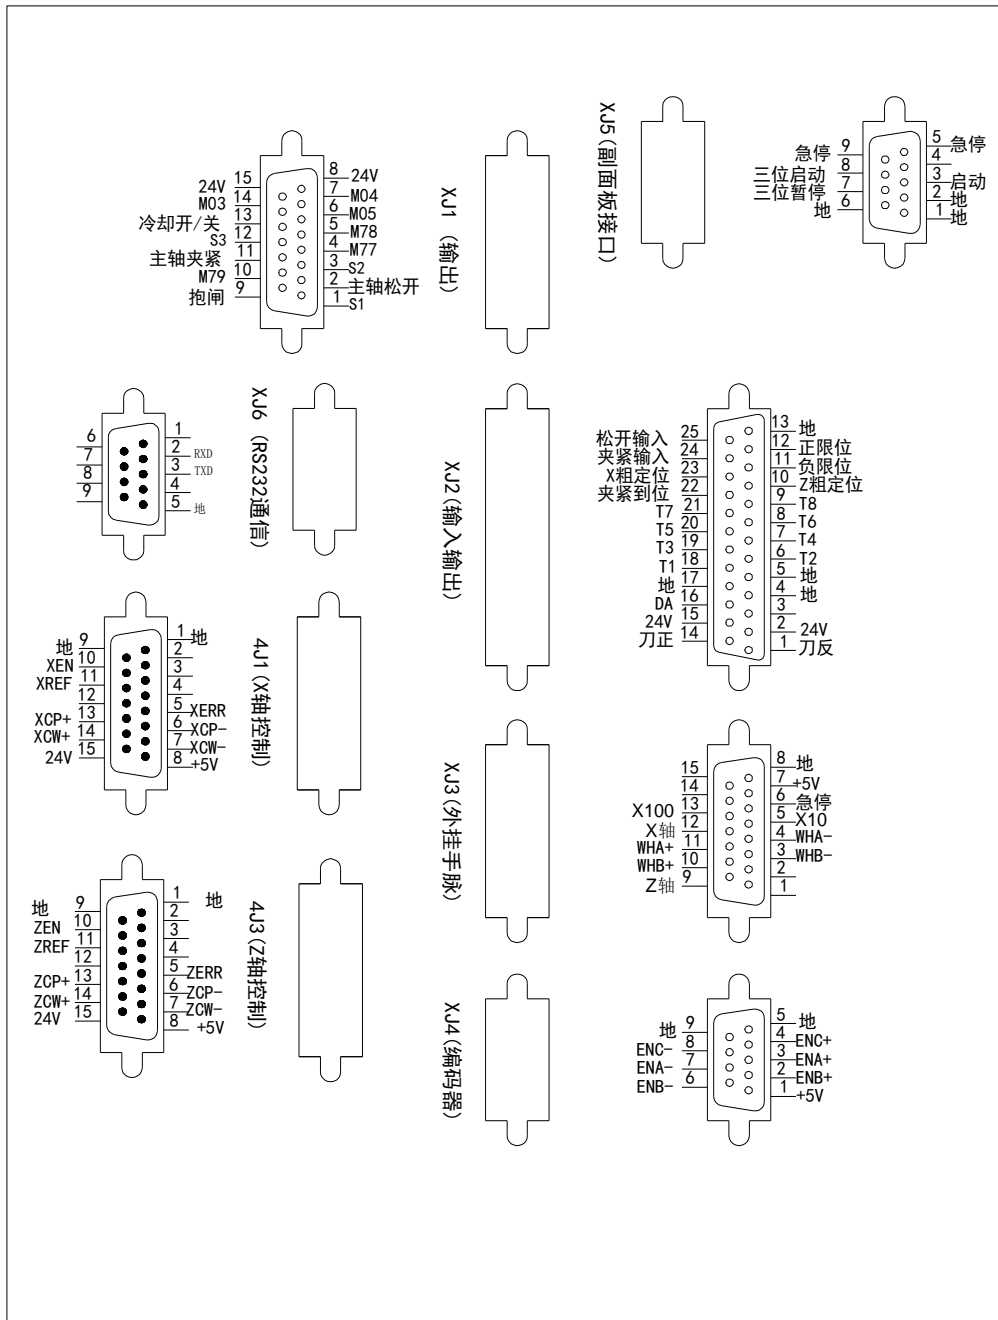 XJ5(副面板接口)
9 急停
8 三位启动
7 三位暂停
6 地
5 急停
4
3 启动
2 地
1 地
XJ1 (输出)
15 24V
14 M03
13 冷却开/关
12 S3
11 主轴夹紧
10 M79
9 抱闸
8 24V
7 M04
6 M05
5 M78
4 M77
3 S2
2 主轴松开
1 S1
XJ6 (RS232通信)
6
7
8
9
1
2 RXD
3 TXD
4
5 地
XJ2(输入输出)
25 松开输入
24 夹紧输入
23 X粗定位
22 夹紧到位
21 T7
20 T5
19 T3
18 T1
17 地
16 DA
15 24V
14 刀正
13 地
12 正限位
11 负限位
10 Z粗定位
9 T8
8 T6
7 T4
6 T2
5 地
4 地
3
2 24V
1 刀反
4J1(X轴控制)
9 地
10 XEN
11 XREF
12
13 XCP+
14 XCW+
15 24V
1 地
2
3
4
5 XERR
6 XCP-
7 XCW-
8 +5V
XJ3(外挂手脉)
15
14
13 X100
12 X轴
11 WHA+
10 WHB+
9 Z轴
8 地
7 +5V
6 急停
5 X10
4 WHA-
3 WHB-
2
1
4J3(Z轴控制)
9 地
10 ZEN
11 ZREF
12
13 ZCP+
14 ZCW+
15 24V
1 地
2
3
4
5 ZERR
6 ZCP-
7 ZCW-
8 +5V
XJ4(编码器)
9 地
8 ENC-
7 ENA-
6 ENB-
5 地
4 ENC+
3 ENA+
2 ENB+
1 +5V